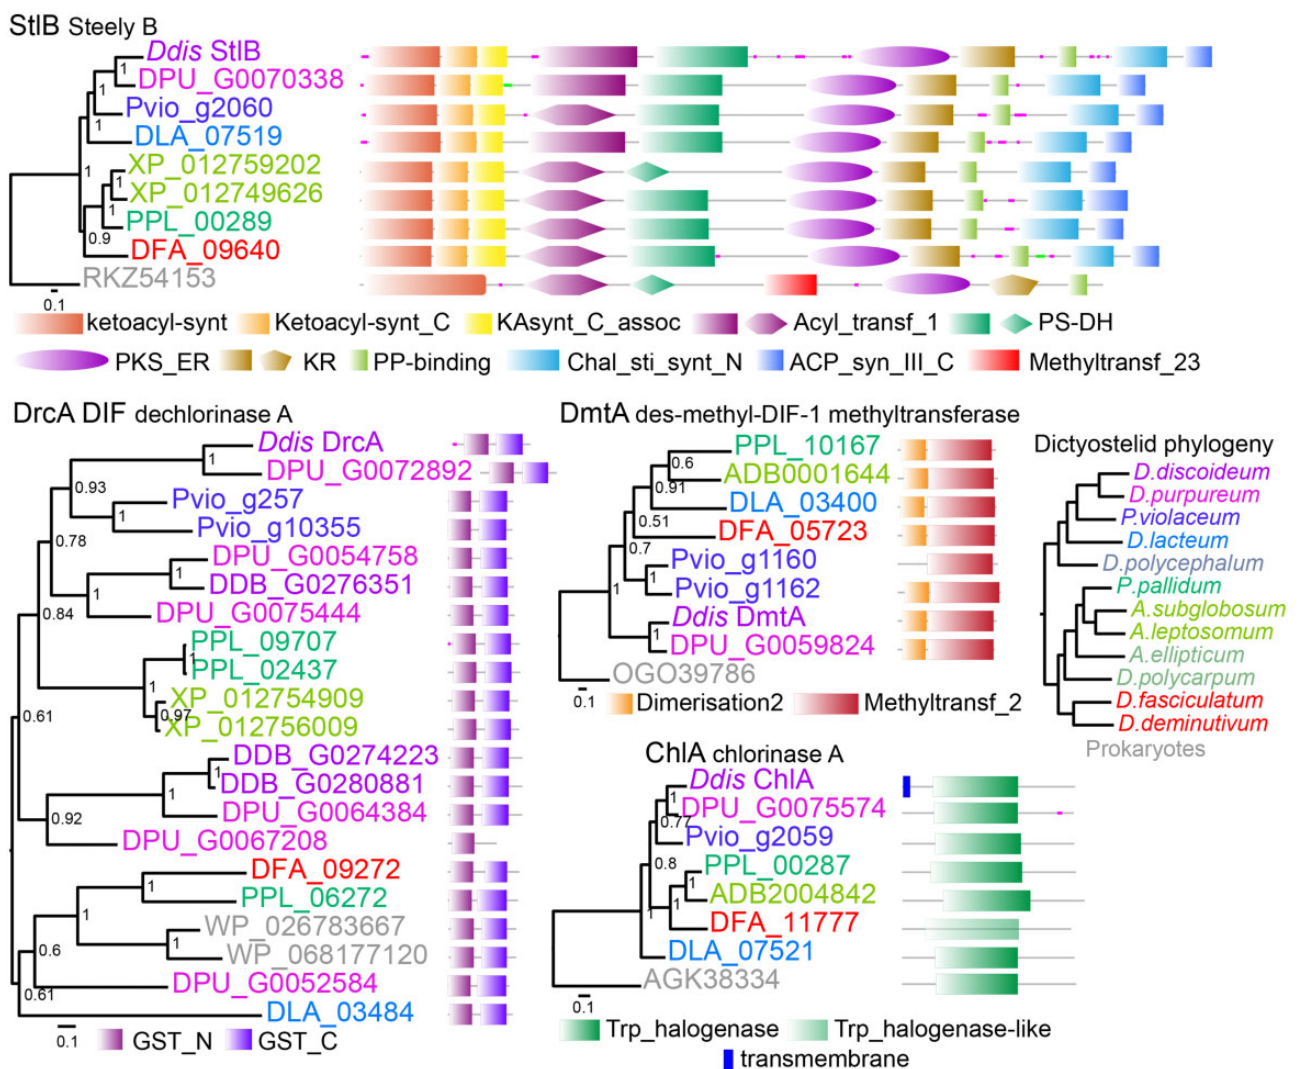 StlB Steely B
Ddis StlB
DPU_G0070338
Pvio_g2060
DLA_07519
XP_012759202
XP_012749626
PPL_00289
DFA_09640
RKZ54153
1
1
1
1
1
1
1
0.9
0.1
ketoacyl-synt Ketoacyl-synt_C KAsynt_C_assoc Acyl_transf_1 PS-DH
PKS_ER KR PP-binding Chal_sti_synt_N ACP_syn_III_C Methyltransf_23
DrcA DIF dechlorinase A
Ddis DrcA
DPU_G0072892
Pvio_g257
Pvio_g10355
DPU_G0054758
DDB_G0276351
DPU_G0075444
PPL_09707
PPL_02437
XP_012754909
XP_012756009
DDB_G0274223
DDB_G0280881
DPU_G0064384
DPU_G0067208
DFA_09272
PPL_06272
WP_026783667
WP_068177120
DPU_G0052584
DLA_03484
1
0.93
1
0.78
1
1
0.84
1
1
0.97
0.61
1
1
0.92
1
1
1
0.6
0.61
0.1
GST_N GST_C
DmtA des-methyl-DIF-1 methyltransferase
PPL_10167
ADB0001644
DLA_03400
DFA_05723
Pvio_g1160
Pvio_g1162
Ddis DmtA
DPU_G0059824
OGO39786
0.6
0.91
0.51
0.7
1
1
1
0.1
Dimerisation2 Methyltransf_2
Dictyostelid phylogeny
D.discoideum
D.purpureum
P.violaceum
D.lacteum
D.polycephalum
P.pallidum
A.subglobosum
A.leptosomum
A.ellipticum
D.polycarpum
D.fasciculatum
D.deminutivum
Prokaryotes
ChlA chlorinase A
Ddis ChlA
DPU_G0075574
Pvio_g2059
PPL_00287
ADB2004842
DFA_11777
DLA_07521
AGK38334
1
0.77
0.8
1
1
1
0.1
Trp_halogenase Trp_halogenase-like
transmembrane